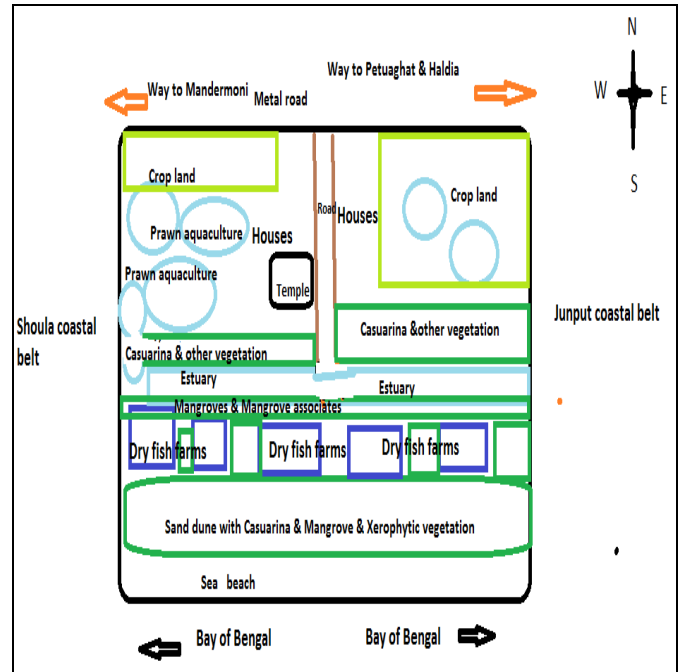 N
Way to Petuaghat & Haldia
Way to Mandermoni
Metal road
W
E
S
Crop land
Crop land
Road
Houses
Prawn aquaculture
Houses
Prawn aquaculture
Temple
Junput coastal belt
Shoula coastal
belt
Casuarina &other vegetation
Casuarina & other vegetation
Estuary
Estuary
Mangroves & Mangrove associates
Dry fish farms
Dry fish farms
Dry fish farms
Sand dune with Casuarina & Mangrove & Xerophytic vegetation
Sea beach
Bay of Bengal
Bay of Bengal